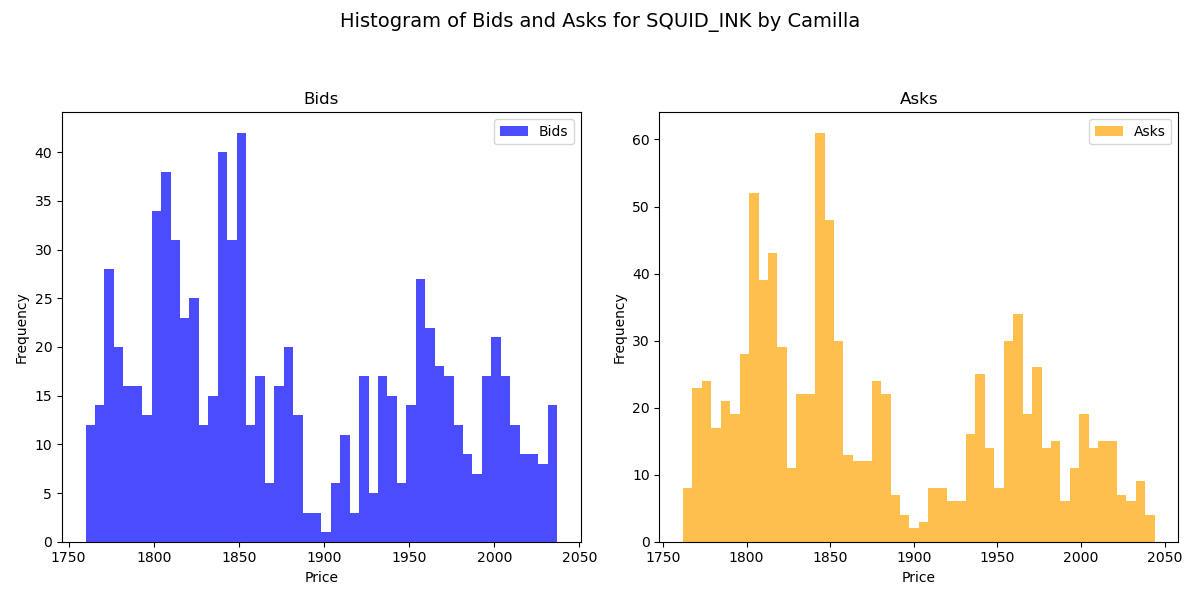 Histogram of Bids and Asks for SQUID_INK by Camilla
Bids
Bids
40
35
30
25
20
15
10
5
0
Frequency
1750 1800 1850 1900 1950 2000 2050
Price
Asks
Asks
60
50
40
30
20
10
0
Frequency
1750 1800 1850 1900 1950 2000 2050
Price